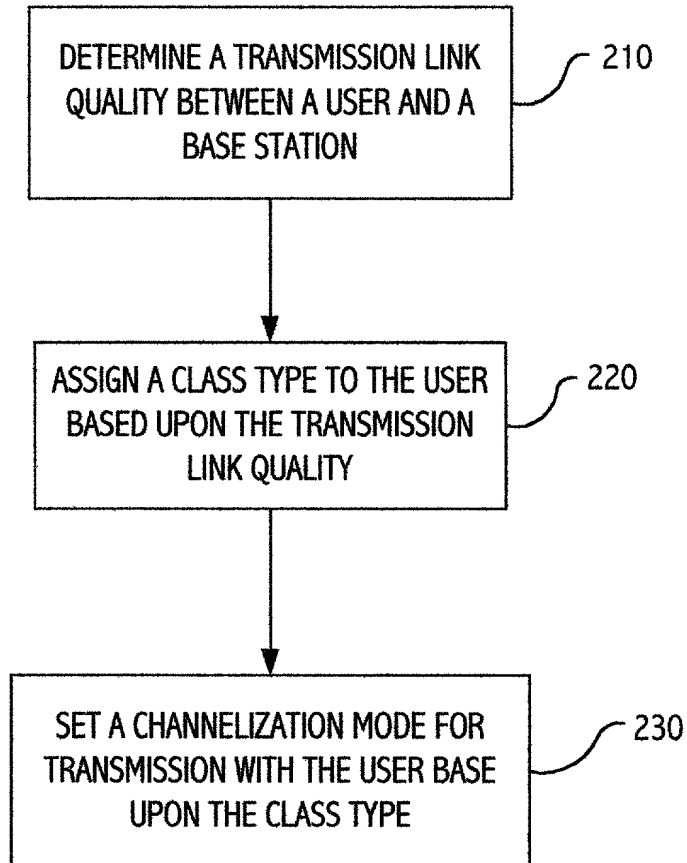 DETERMINE A TRANSMISSION LINK
QUALITY BETWEEN A USER AND A
BASE STATION
210
ASSIGN A CLASS TYPE TO THE USER
BASED UPON THE TRANSMISSION
LINK QUALITY
220
SET A CHANNELIZATION MODE FOR
TRANSMISSION WITH THE USER BASE
UPON THE CLASS TYPE
230